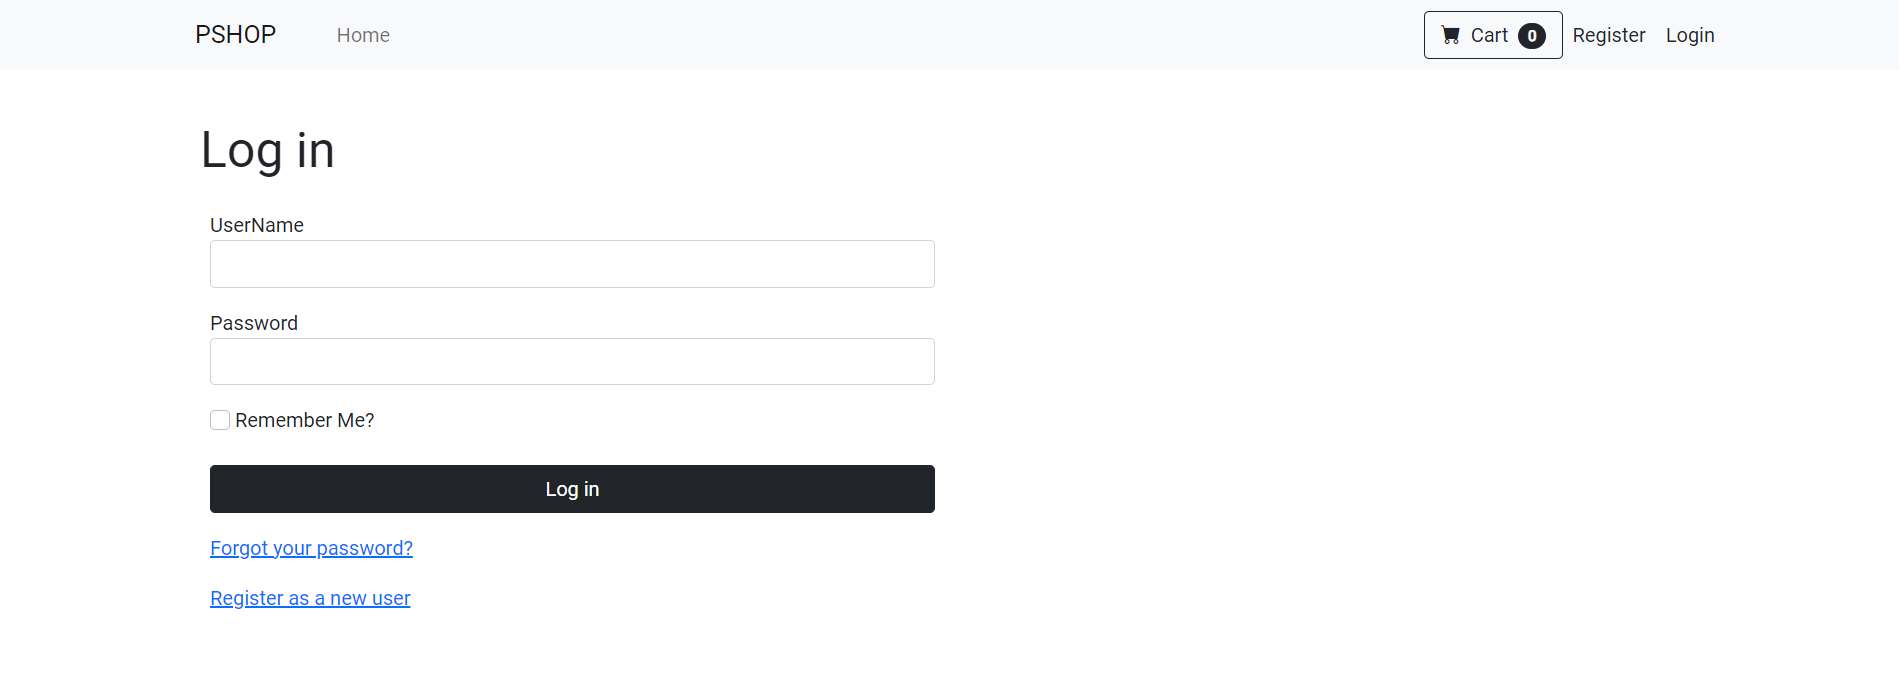 PSHOP Home Cart 0 Register Login
Log in
UserName
Password
Remember Me?
Log in
Forgot your password?
Register as a new user